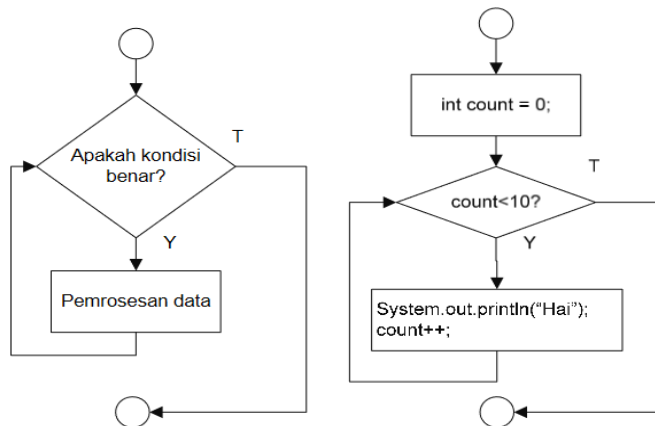 Apakah kondisi
benar?
T
Y
Pemrosesan data
int count = 0;
count<10?
T
Y
System.out.println(“Hai”);
count++;